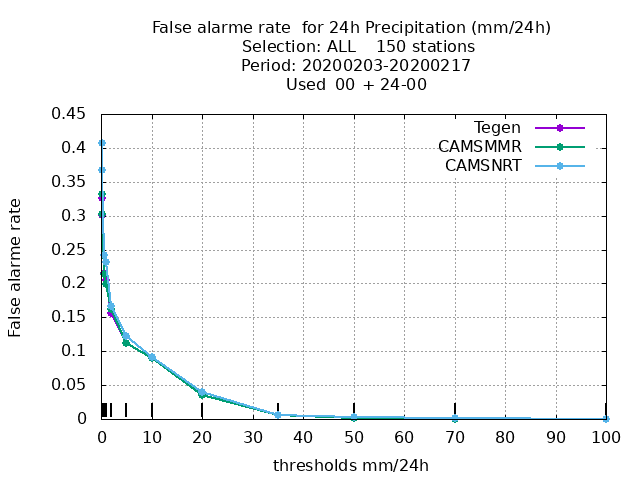 False alarme rate  for 24h Precipitation (mm/24h)
Selection: ALL    150 stations
Period: 20200203-20200217
Used  00 + 24-00
Tegen
CAMSMMR
CAMSNRT
False alarme rate
0.45
0.4
0.35
0.3
0.25
0.2
0.15
0.1
0.05
0
0 10 20 30 40 50 60 70 80 90 100
thresholds mm/24h